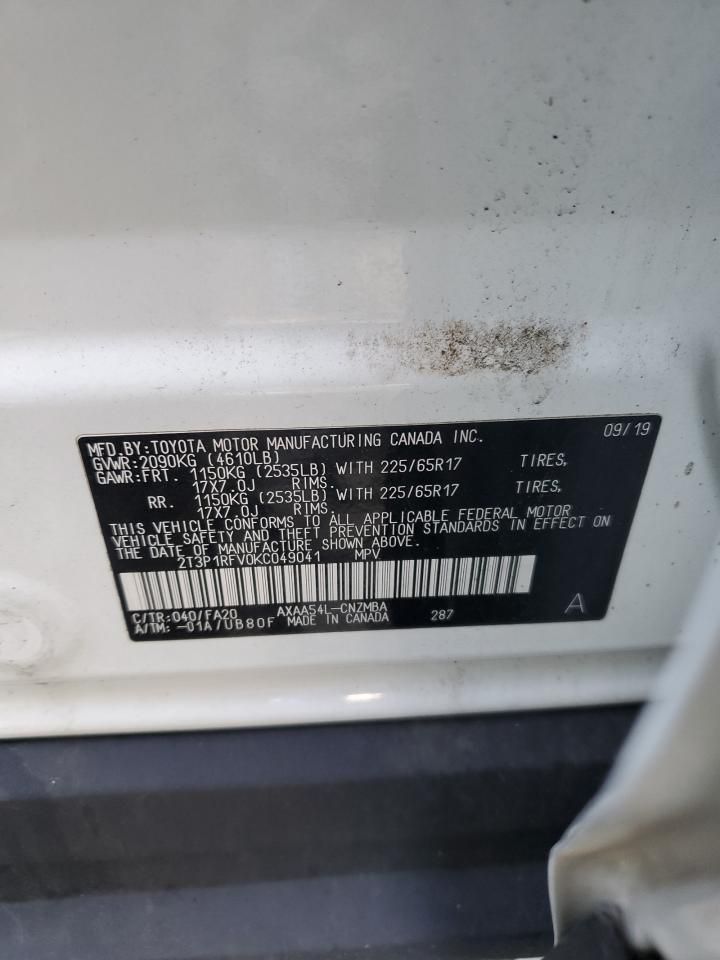 MFD.BY:TOYOTA MOTOR MANUFACTURING CANADA INC. 09/19
GVWR:2090KG (4610LB)
GAWR:FRT. 1150KG (2535LB) WITH 225/65R17 TIRES,
17X7.0J RIMS.
RR. 1150KG (2535LB) WITH 225/65R17 TIRES,
17X7.0J RIMS.
THIS VEHICLE CONFORMS TO ALL APPLICABLE FEDERAL MOTOR
VEHICLE SAFETY AND THEFT PREVENTION STANDARDS IN EFFECT ON
THE DATE OF MANUFACTURE SHOWN ABOVE.
2T3P1RFV0KC049041 MPV
C/TR:040/FA20 AXAA54L-CNZMBA A
A/TM:-01A/UB80F MADE IN CANADA 287